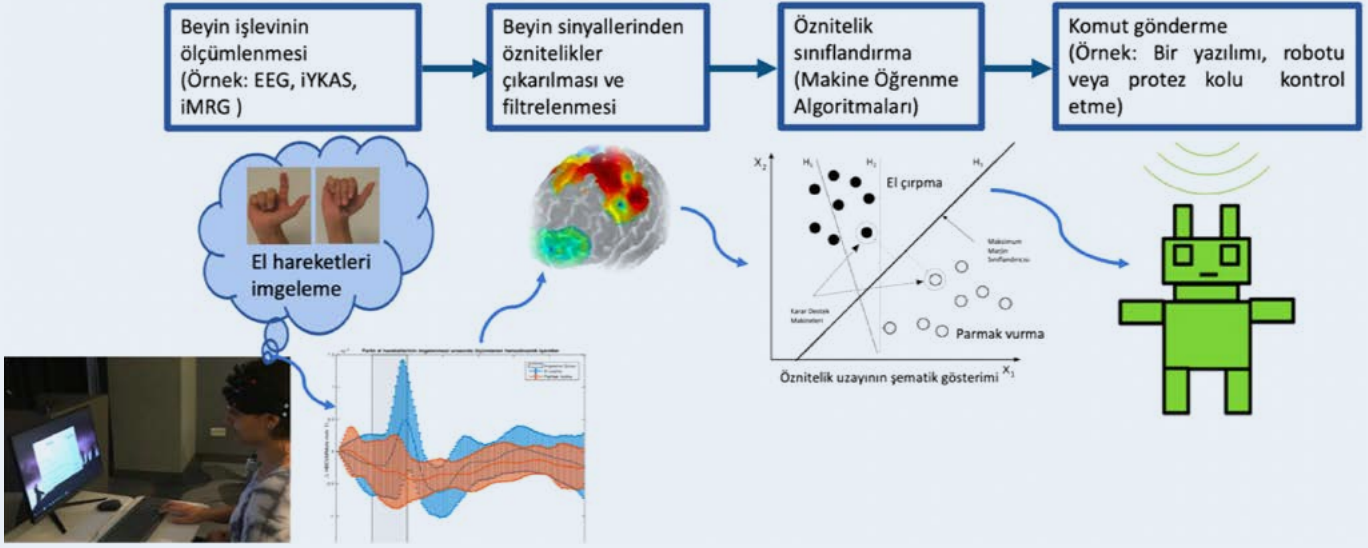 Beyin işlevinin
ölçümlenmesi
(Örnek: EEG, iYKAS,
iMRG )
Beyin sinyallerinden
öznitelikler
çıkarılması ve
filtrelenmesi
Öznitelik
sınıflandırma
(Makine Öğrenme
Algoritmaları)
Komut gönderme
(Örnek: Bir yazılımı, robotu
veya protez kolu kontrol
etme)
El hareketleri
imgeleme
X₂
H₁
H₂
H₃
El çırpma
Maksimum
Marjin
Sınıflandırıcısı
Karar Destek
Makineleri
Parmak vurma
X₁
Öznitelik uzayının şematik gösterimi